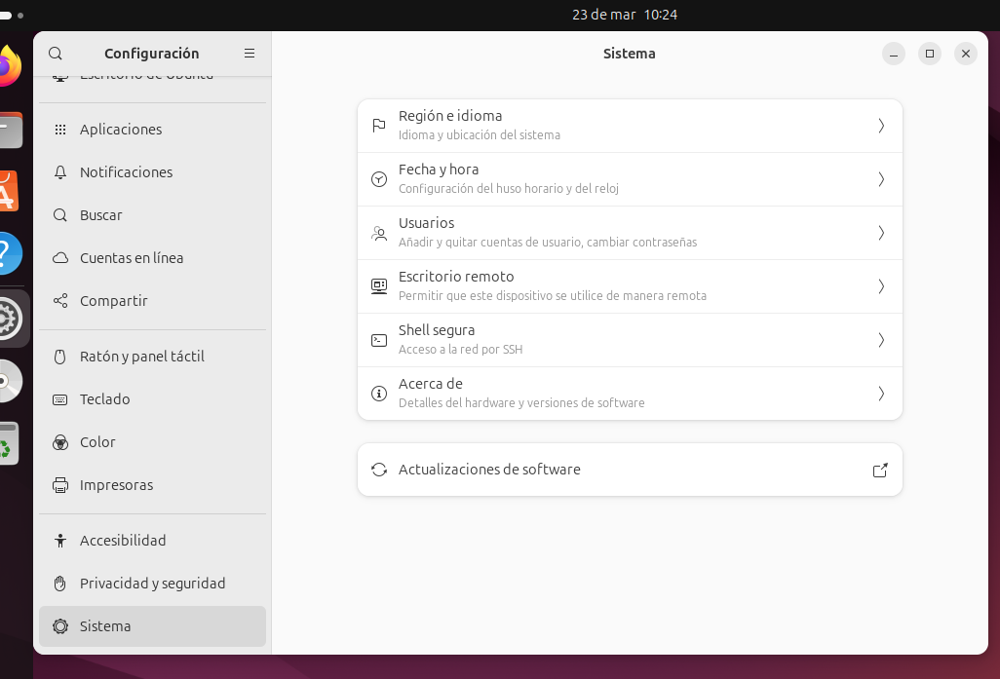 23 de mar 10:24
Configuración
Sistema
Escritorio de Ubuntu
Aplicaciones
Notificaciones
Buscar
Cuentas en línea
Compartir
Ratón y panel táctil
Teclado
Color
Impresoras
Accesibilidad
Privacidad y seguridad
Sistema
Región e idioma
Idioma y ubicación del sistema
Fecha y hora
Configuración del huso horario y del reloj
Usuarios
Añadir y quitar cuentas de usuario, cambiar contraseñas
Escritorio remoto
Permitir que este dispositivo se utilice de manera remota
Shell segura
Acceso a la red por SSH
Acerca de
Detalles del hardware y versiones de software
Actualizaciones de software